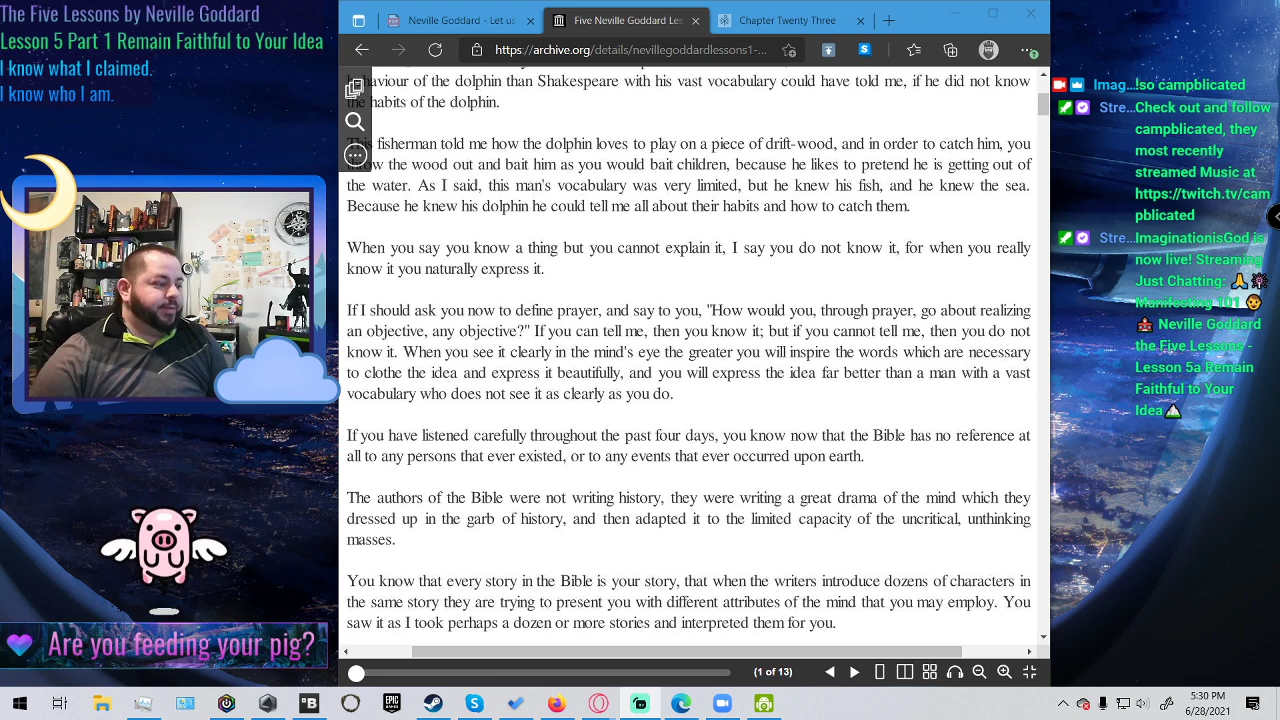 The Five Lessons by Neville Goddard
Lesson 5 Part 1 Remain Faithful to Your Idea
I know what I claimed.
I know who I am.
Neville Goddard - Let us
Five Neville Goddard Les
Chapter Twenty Three
https://archive.org/details/nevillegoddardlessons1-...
behaviour of the dolphin than Shakespeare with his vast vocabulary could have told me, if he did not know
the habits of the dolphin.
This fisherman told me how the dolphin loves to play on a piece of drift-wood, and in order to catch him, you
throw the wood out and bait him as you would bait children, because he likes to pretend he is getting out of
the water. As I said, this man's vocabulary was very limited, but he knew his fish, and he knew the sea.
Because he knew his dolphin he could tell me all about their habits and how to catch them.
When you say you know a thing but you cannot explain it, I say you do not know it, for when you really
know it you naturally express it.
If I should ask you now to define prayer, and say to you, "How would you, through prayer, go about realizing
an objective, any objective?" If you can tell me, then you know it; but if you cannot tell me, then you do not
know it. When you see it clearly in the mind's eye the greater you will inspire the words which are necessary
to clothe the idea and express it beautifully, and you will express the idea far better than a man with a vast
vocabulary who does not see it as clearly as you do.
If you have listened carefully throughout the past four days, you know now that the Bible has no reference at
all to any persons that ever existed, or to any events that ever occurred upon earth.
The authors of the Bible were not writing history, they were writing a great drama of the mind which they
dressed up in the garb of history, and then adapted it to the limited capacity of the uncritical, unthinking
masses.
You know that every story in the Bible is your story, that when the writers introduce dozens of characters in
the same story they are trying to present you with different attributes of the mind that you may employ. You
saw it as I took perhaps a dozen or more stories and interpreted them for you.
(1 of 13)
Imag... !so campblicated
Stre... Check out and follow
campblicated, they
most recently
streamed Music at
https://twitch.tv/cam
pblicated
Stre... ImaginationisGod is
now live! Streaming
Just Chatting: 🙏
Manifesting 101
Neville Goddard
the Five Lessons -
Lesson 5a Remain
Faithful to Your
Idea
Are you feeding your pig?
EPIC
GAMES
B
5:30 PM
6/28/2021